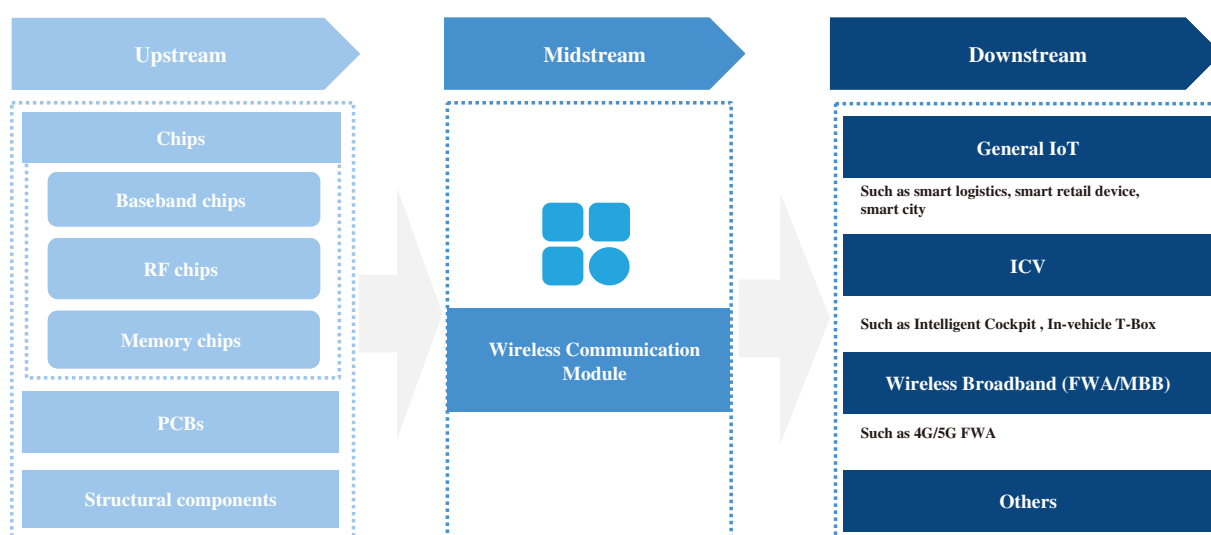 Upstream
Midstream
Downstream
Chips
Baseband chips
RF chips
Memory chips
PCBs
Structural components
Wireless Communication
Module
General IoT
Such as smart logistics, smart retail device,
smart city
ICV
Such as Intelligent Cockpit , In-vehicle T-Box
Wireless Broadband (FWA/MBB)
Such as 4G/5G FWA
Others